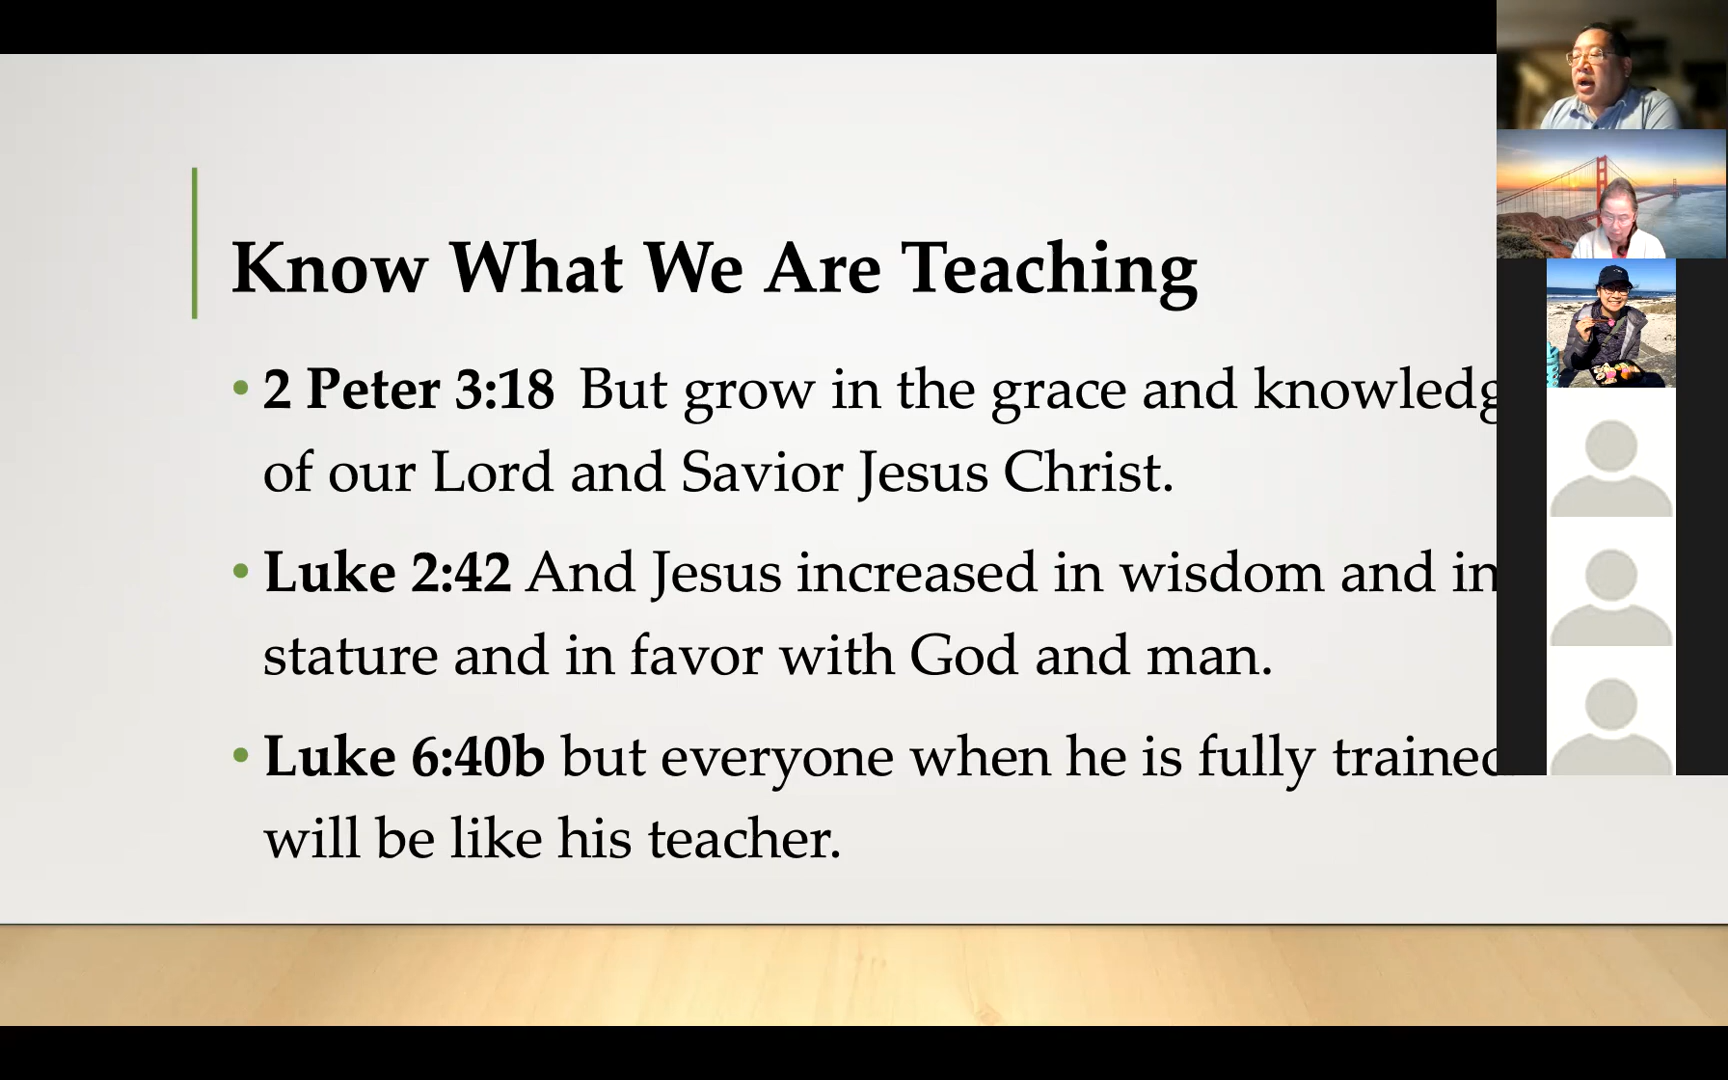 Know What We Are Teaching
• 2 Peter 3:18 But grow in the grace and knowledg
of our Lord and Savior Jesus Christ.
• Luke 2:42 And Jesus increased in wisdom and in
stature and in favor with God and man.
• Luke 6:40b but everyone when he is fully trained
will be like his teacher.